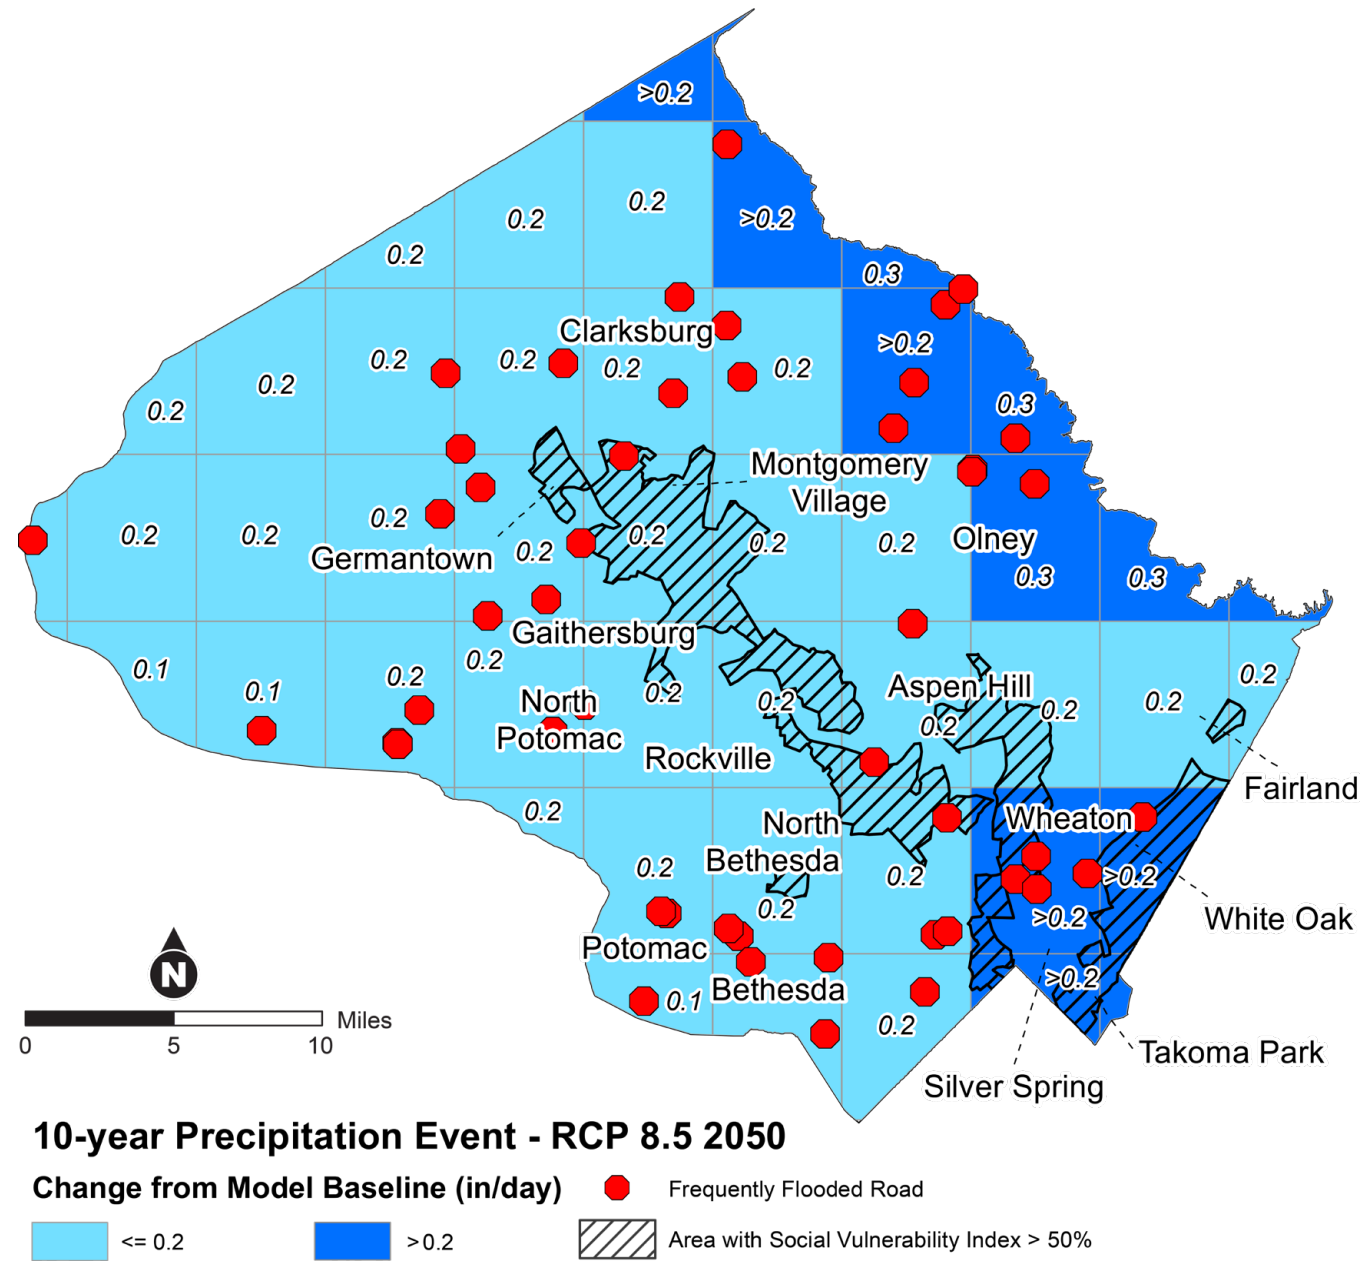 >0.2
0.2
0.2
>0.2
0.2
0.3
Clarksburg
>0.2
0.2
0.2
0.2
0.2
0.2
0.2
0.3
Montgomery
Village
0.2
0.2
0.2
0.2
0.2
0.2
0.2
Olney
Germantown
0.3
0.3
Gaithersburg
0.1
0.2
0.2
0.1
0.2
0.2
Aspen Hill
0.2
0.2
0.2
0.2
North
Potomac
Rockville
Fairland
0.2
North
Bethesda
Wheaton
0.2
0.2
>0.2
0.2
>0.2
White Oak
Potomac
>0.2
Bethesda
0.1
0.2
N
Miles
0
5
10
Takoma Park
Silver Spring
10-year Precipitation Event - RCP 8.5 2050
Change from Model Baseline (in/day)
Frequently Flooded Road
<= 0.2
>0.2
Area with Social Vulnerability Index > 50%